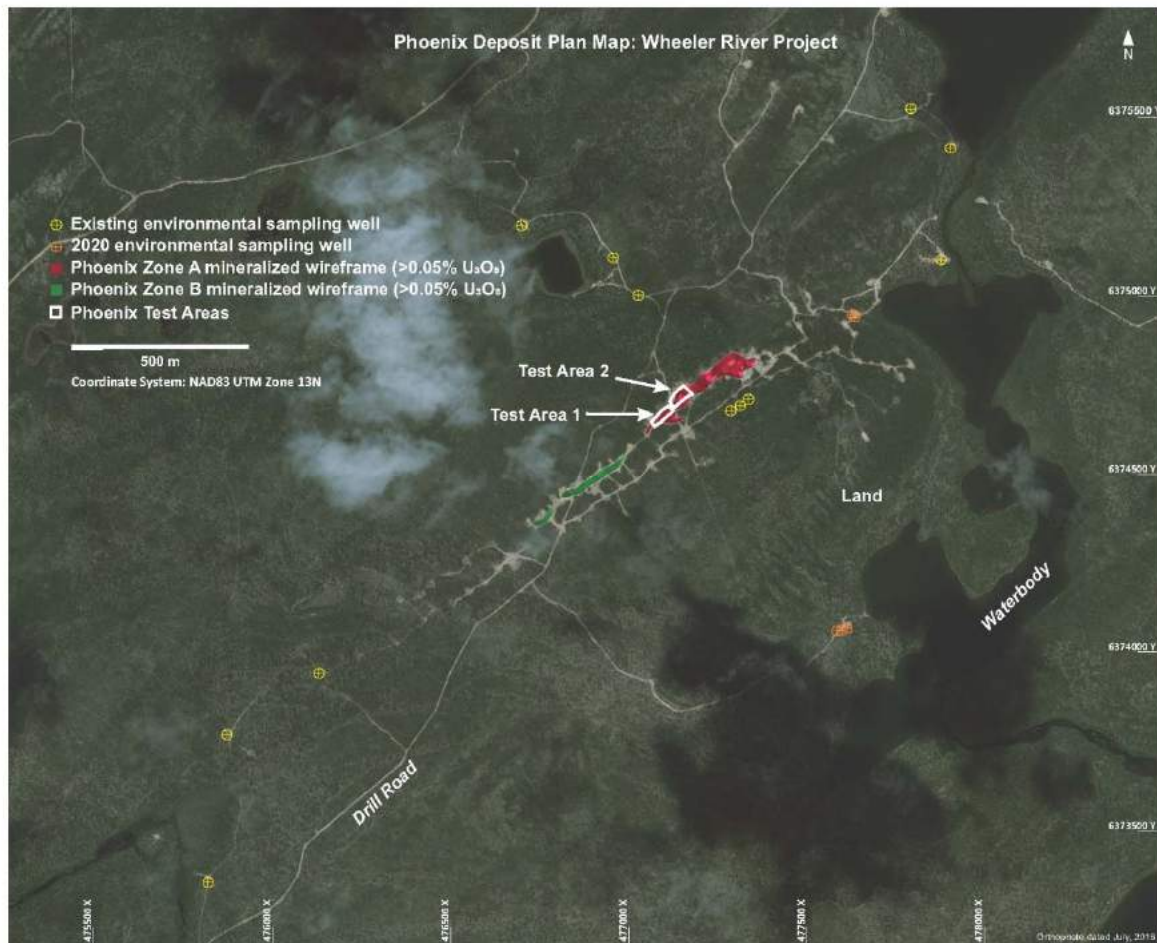 Phoenix Deposit Plan Map: Wheeler River Project
N
6375500 Y
Existing environmental sampling well
2020 environmental sampling well
Phoenix Zone A mineralized wireframe (>0.05% U₃O₈)
Phoenix Zone B mineralized wireframe (>0.05% U₃O₈)
Phoenix Test Areas
6375000 Y
500 m
Coordinate System: NAD83 UTM Zone 13N
Test Area 2
Test Area 1
6374500 Y
Land
Waterbody
6374000 Y
Drill Road
6373500 Y
475500 X
476000 X
476500 X
477000 X
477500 X
478000 X
Orthophoto dated July, 2016